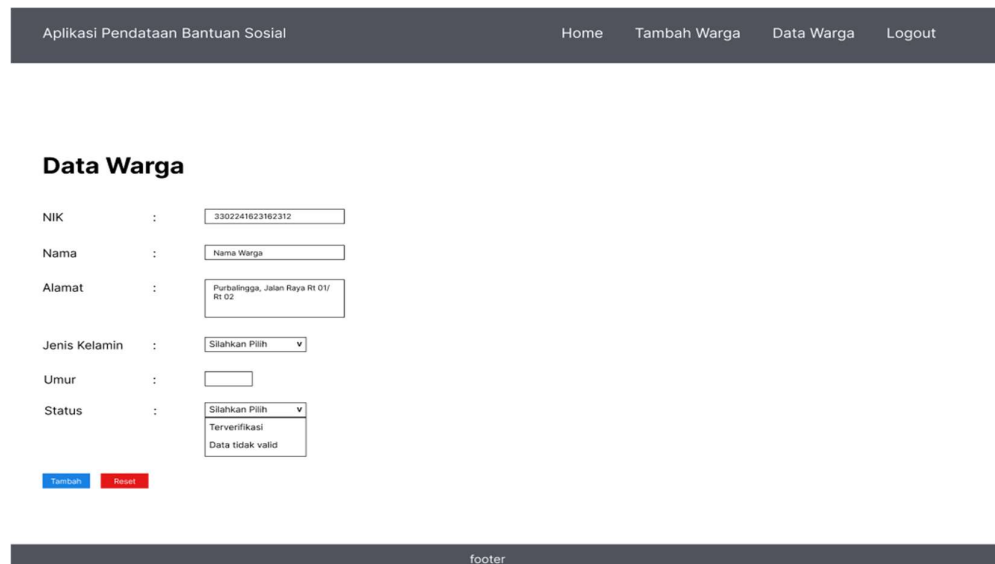 Aplikasi Pendataan Bantuan Sosial Home Tambah Warga Data Warga Logout
Data Warga
NIK : 3302241623162312
Nama : Nama Warga
Alamat : Purbalingga, Jalan Raya Rt 01/
Rt 02
Jenis Kelamin : Silahkan Pilih v
Umur :
Status : Silahkan Pilih v
Terverifikasi
Data tidak valid
Tambah Reset
footer